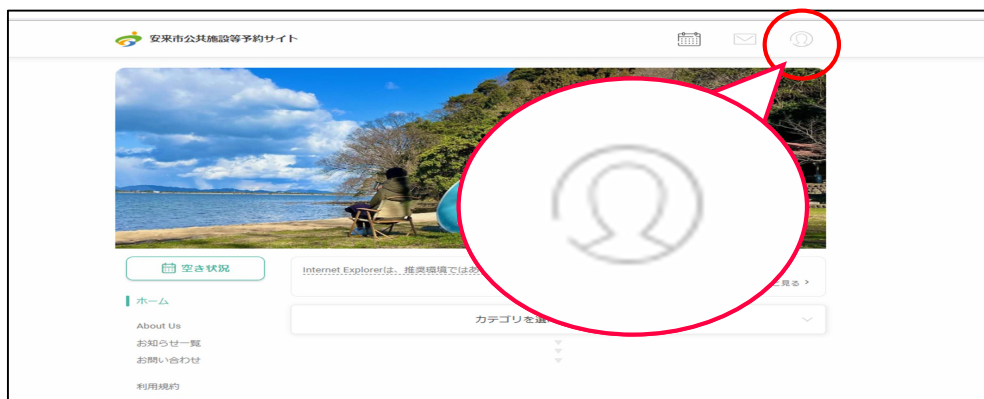 安来市公共施設等予約サイト
空き状況
Internet Explorerは、推奨環境ではあ
見る >
ホーム
カテゴリを選
About Us
お知らせ一覧
お問い合わせ
利用規約